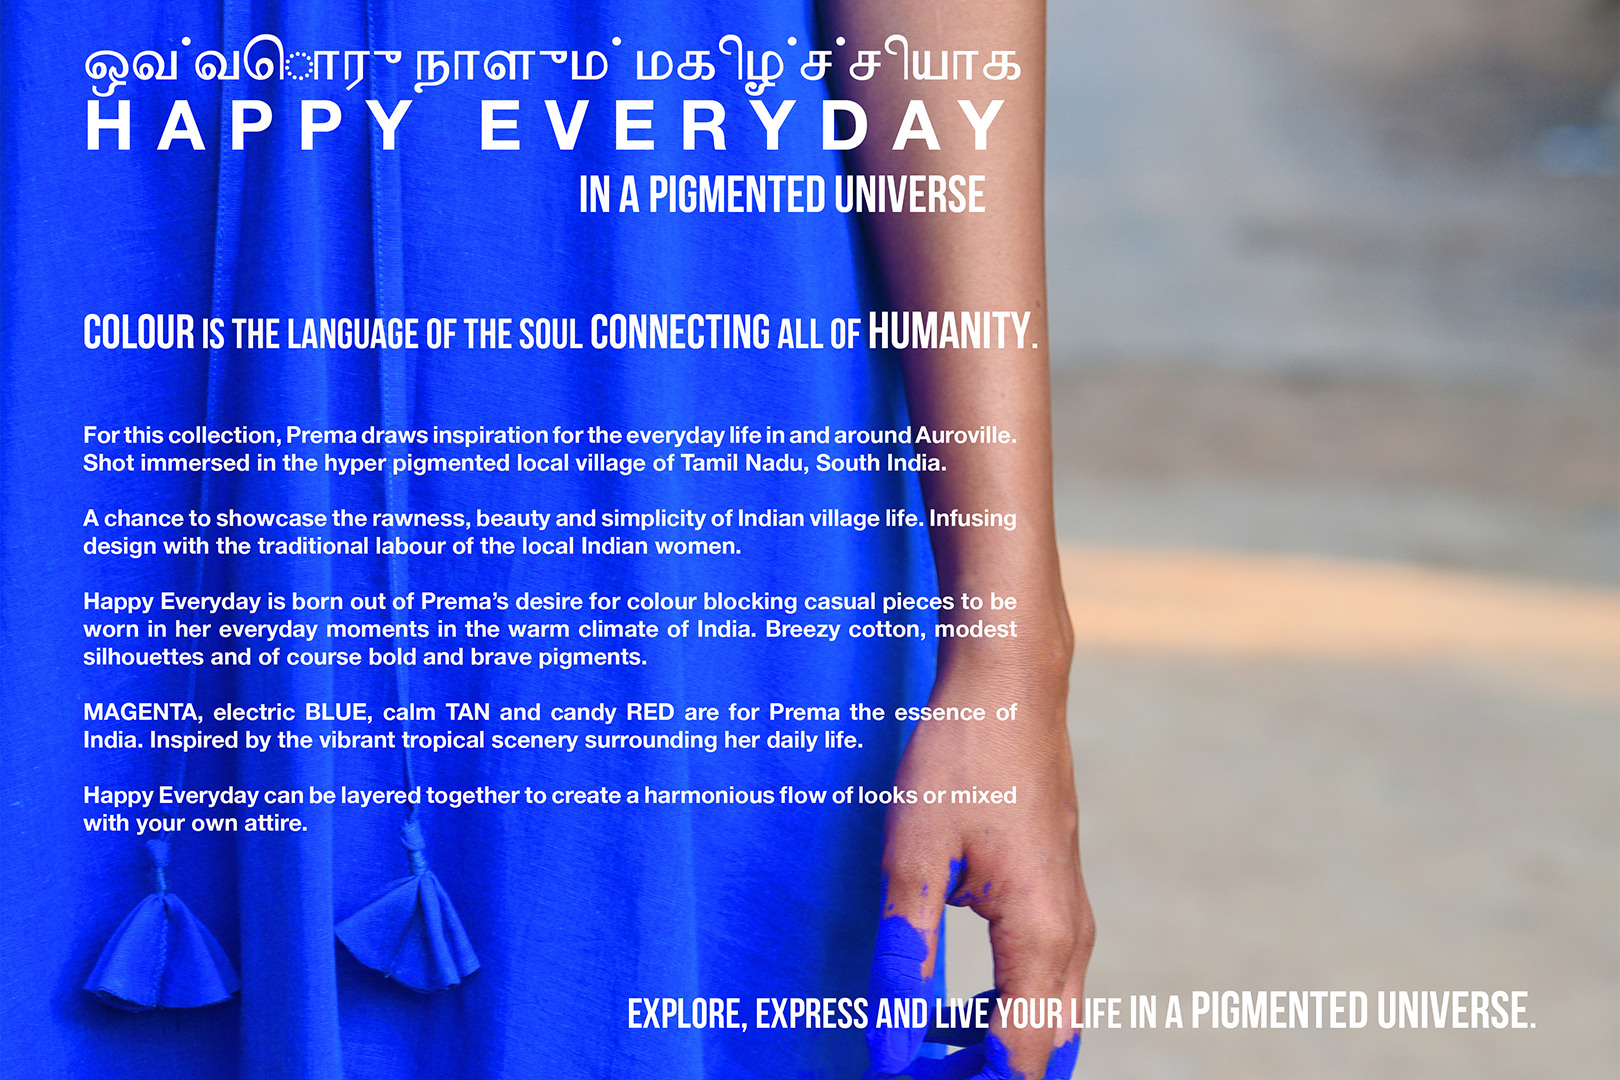 ஒவ்வொரு நாளும் மகிழ்ச்சியாக
HAPPY EVERYDAY
IN A PIGMENTED UNIVERSE
COLOUR IS THE LANGUAGE OF THE SOUL CONNECTING ALL OF HUMANITY.
For this collection, Prema draws inspiration for the everyday life in and around Auroville.
Shot immersed in the hyper pigmented local village of Tamil Nadu, South India.
A chance to showcase the rawness, beauty and simplicity of Indian village life. Infusing
design with the traditional labour of the local Indian women.
Happy Everyday is born out of Prema’s desire for colour blocking casual pieces to be
worn in her everyday moments in the warm climate of India. Breezy cotton, modest
silhouettes and of course bold and brave pigments.
MAGENTA, electric BLUE, calm TAN and candy RED are for Prema the essence of
India. Inspired by the vibrant tropical scenery surrounding her daily life.
Happy Everyday can be layered together to create a harmonious flow of looks or mixed
with your own attire.
EXPLORE, EXPRESS AND LIVE YOUR LIFE IN A PIGMENTED UNIVERSE.